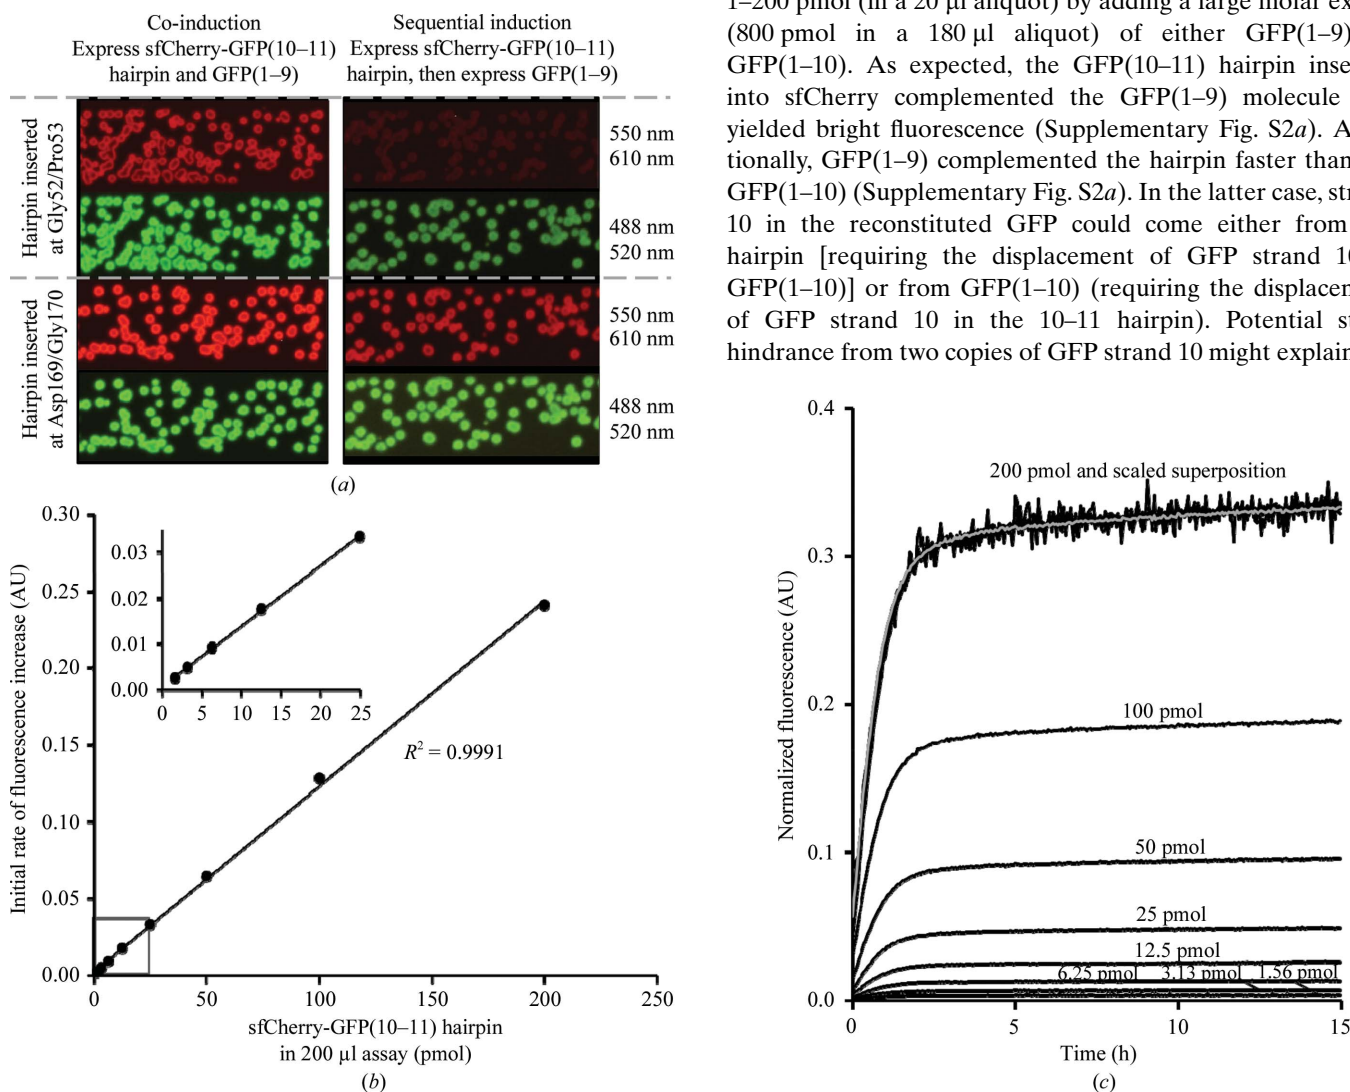 Co-induction
Express sfCherry-GFP(10–11)
hairpin and GFP(1–9)
Sequential induction
Express sfCherry-GFP(10–11)
hairpin, then express GFP(1–9)
Hairpin inserted
at Gly52/Pro53
550 nm
610 nm
488 nm
520 nm
Hairpin inserted
at Asp169/Gly170
550 nm
610 nm
488 nm
520 nm
(a)
1–200 pmol (in a 20 µl aliquot) by adding a large molar ex
(800 pmol in a 180 µl aliquot) of either GFP(1–9)
GFP(1–10). As expected, the GFP(10–11) hairpin inse
into sfCherry complemented the GFP(1–9) molecule
yielded bright fluorescence (Supplementary Fig. S2a). A
tionally, GFP(1–9) complemented the hairpin faster than
GFP(1–10) (Supplementary Fig. S2a). In the latter case, str
10 in the reconstituted GFP could come either from
hairpin [requiring the displacement of GFP strand 10
GFP(1–10)] or from GFP(1–10) (requiring the displacem
of GFP strand 10 in the 10–11 hairpin). Potential st
hindrance from two copies of GFP strand 10 might explain
Initial rate of fluorescence increase (AU)
0.30
0.25
0.20
0.15
0.10
0.05
0.00
0.03
0.02
0.01
0.00
0 5 10 15 20 25
R² = 0.9991
0 50 100 150 200 250
sfCherry-GFP(10–11) hairpin
in 200 µl assay (pmol)
(b)
Normalized fluorescence (AU)
0.4
0.3
0.2
0.1
0.0
200 pmol and scaled superposition
100 pmol
50 pmol
25 pmol
12.5 pmol
6.25 pmol 3.13 pmol 1.56 pmol
0 5 10 15
Time (h)
(c)